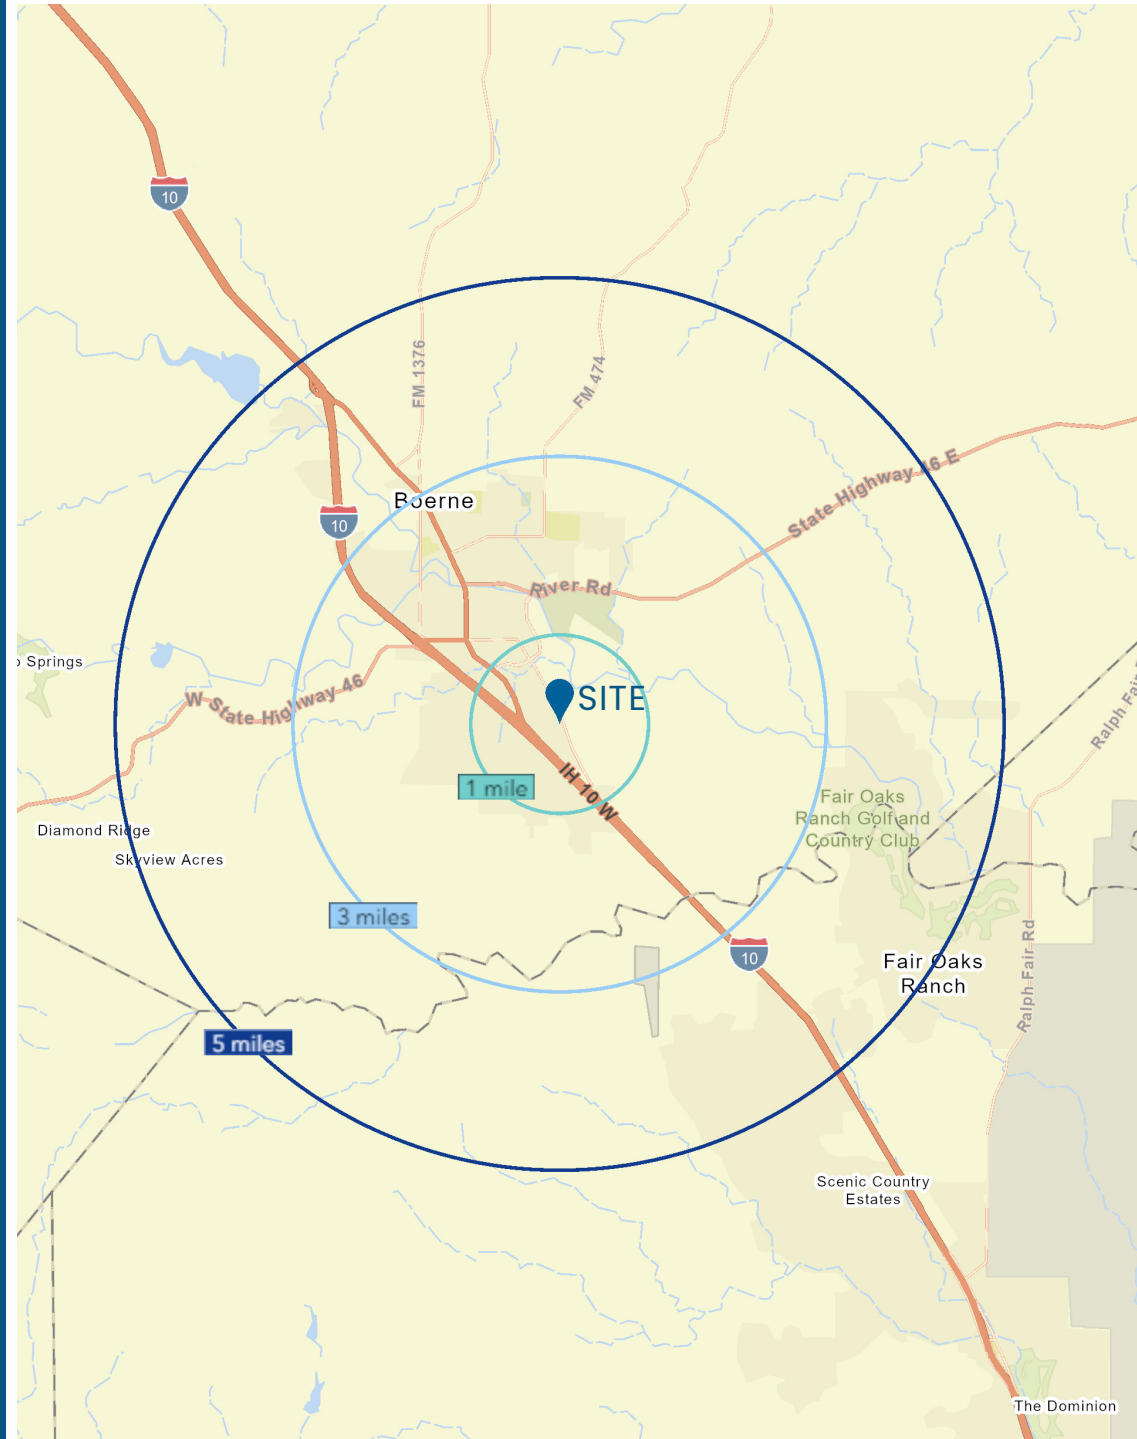 10
FM 1376
FM 474
State Highway 46 E
Boerne
10
River Rd
Springs
W State Highway 46
SITE
Ralph Fair
1 mile
IH 10 W
Fair Oaks
Ranch Golf and
Country Club
Diamond Ridge
Skyview Acres
3 miles
10
Fair Oaks
Ranch
Ralph Fair Rd
5 miles
Scenic Country
Estates
The Dominion